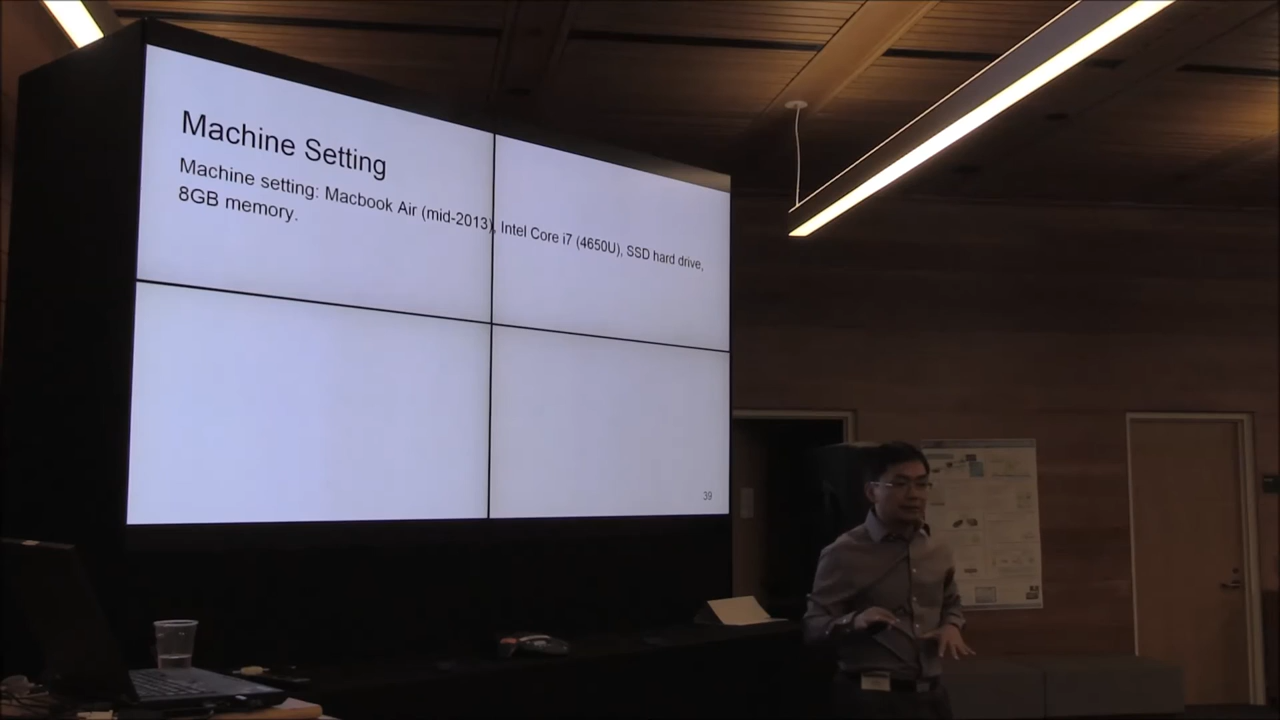 Machine Setting
Machine setting: Macbook Air (mid-2013), Intel Core i7 (4650U), SSD hard drive,
8GB memory.
39